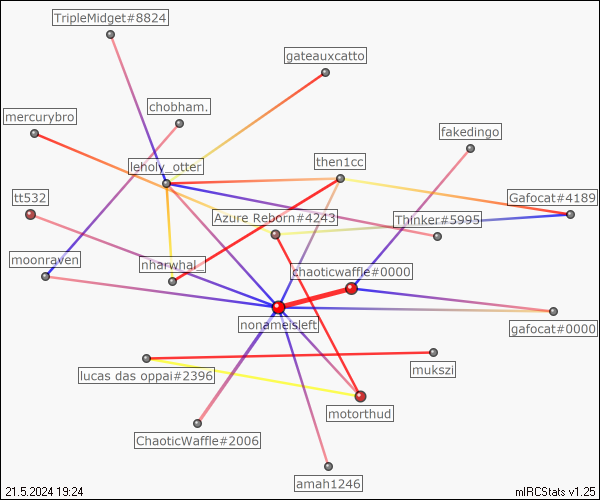 TripleMidget#8824
gateauxcatto
chobham.
mercurybro
fakedingo
then1cc
leholy_otter
tt532
Gafocat#4189
Azure Reborn#4243
Thinker#5995
moonraven
nharwhal_
chaoticwaffle#0000
nonameisleft
gafocat#0000
lucas das oppai#2396
mukszi
motorthud
ChaoticWaffle#2006
amah1246
21.5.2024 19:24
mIRCStats v1.25